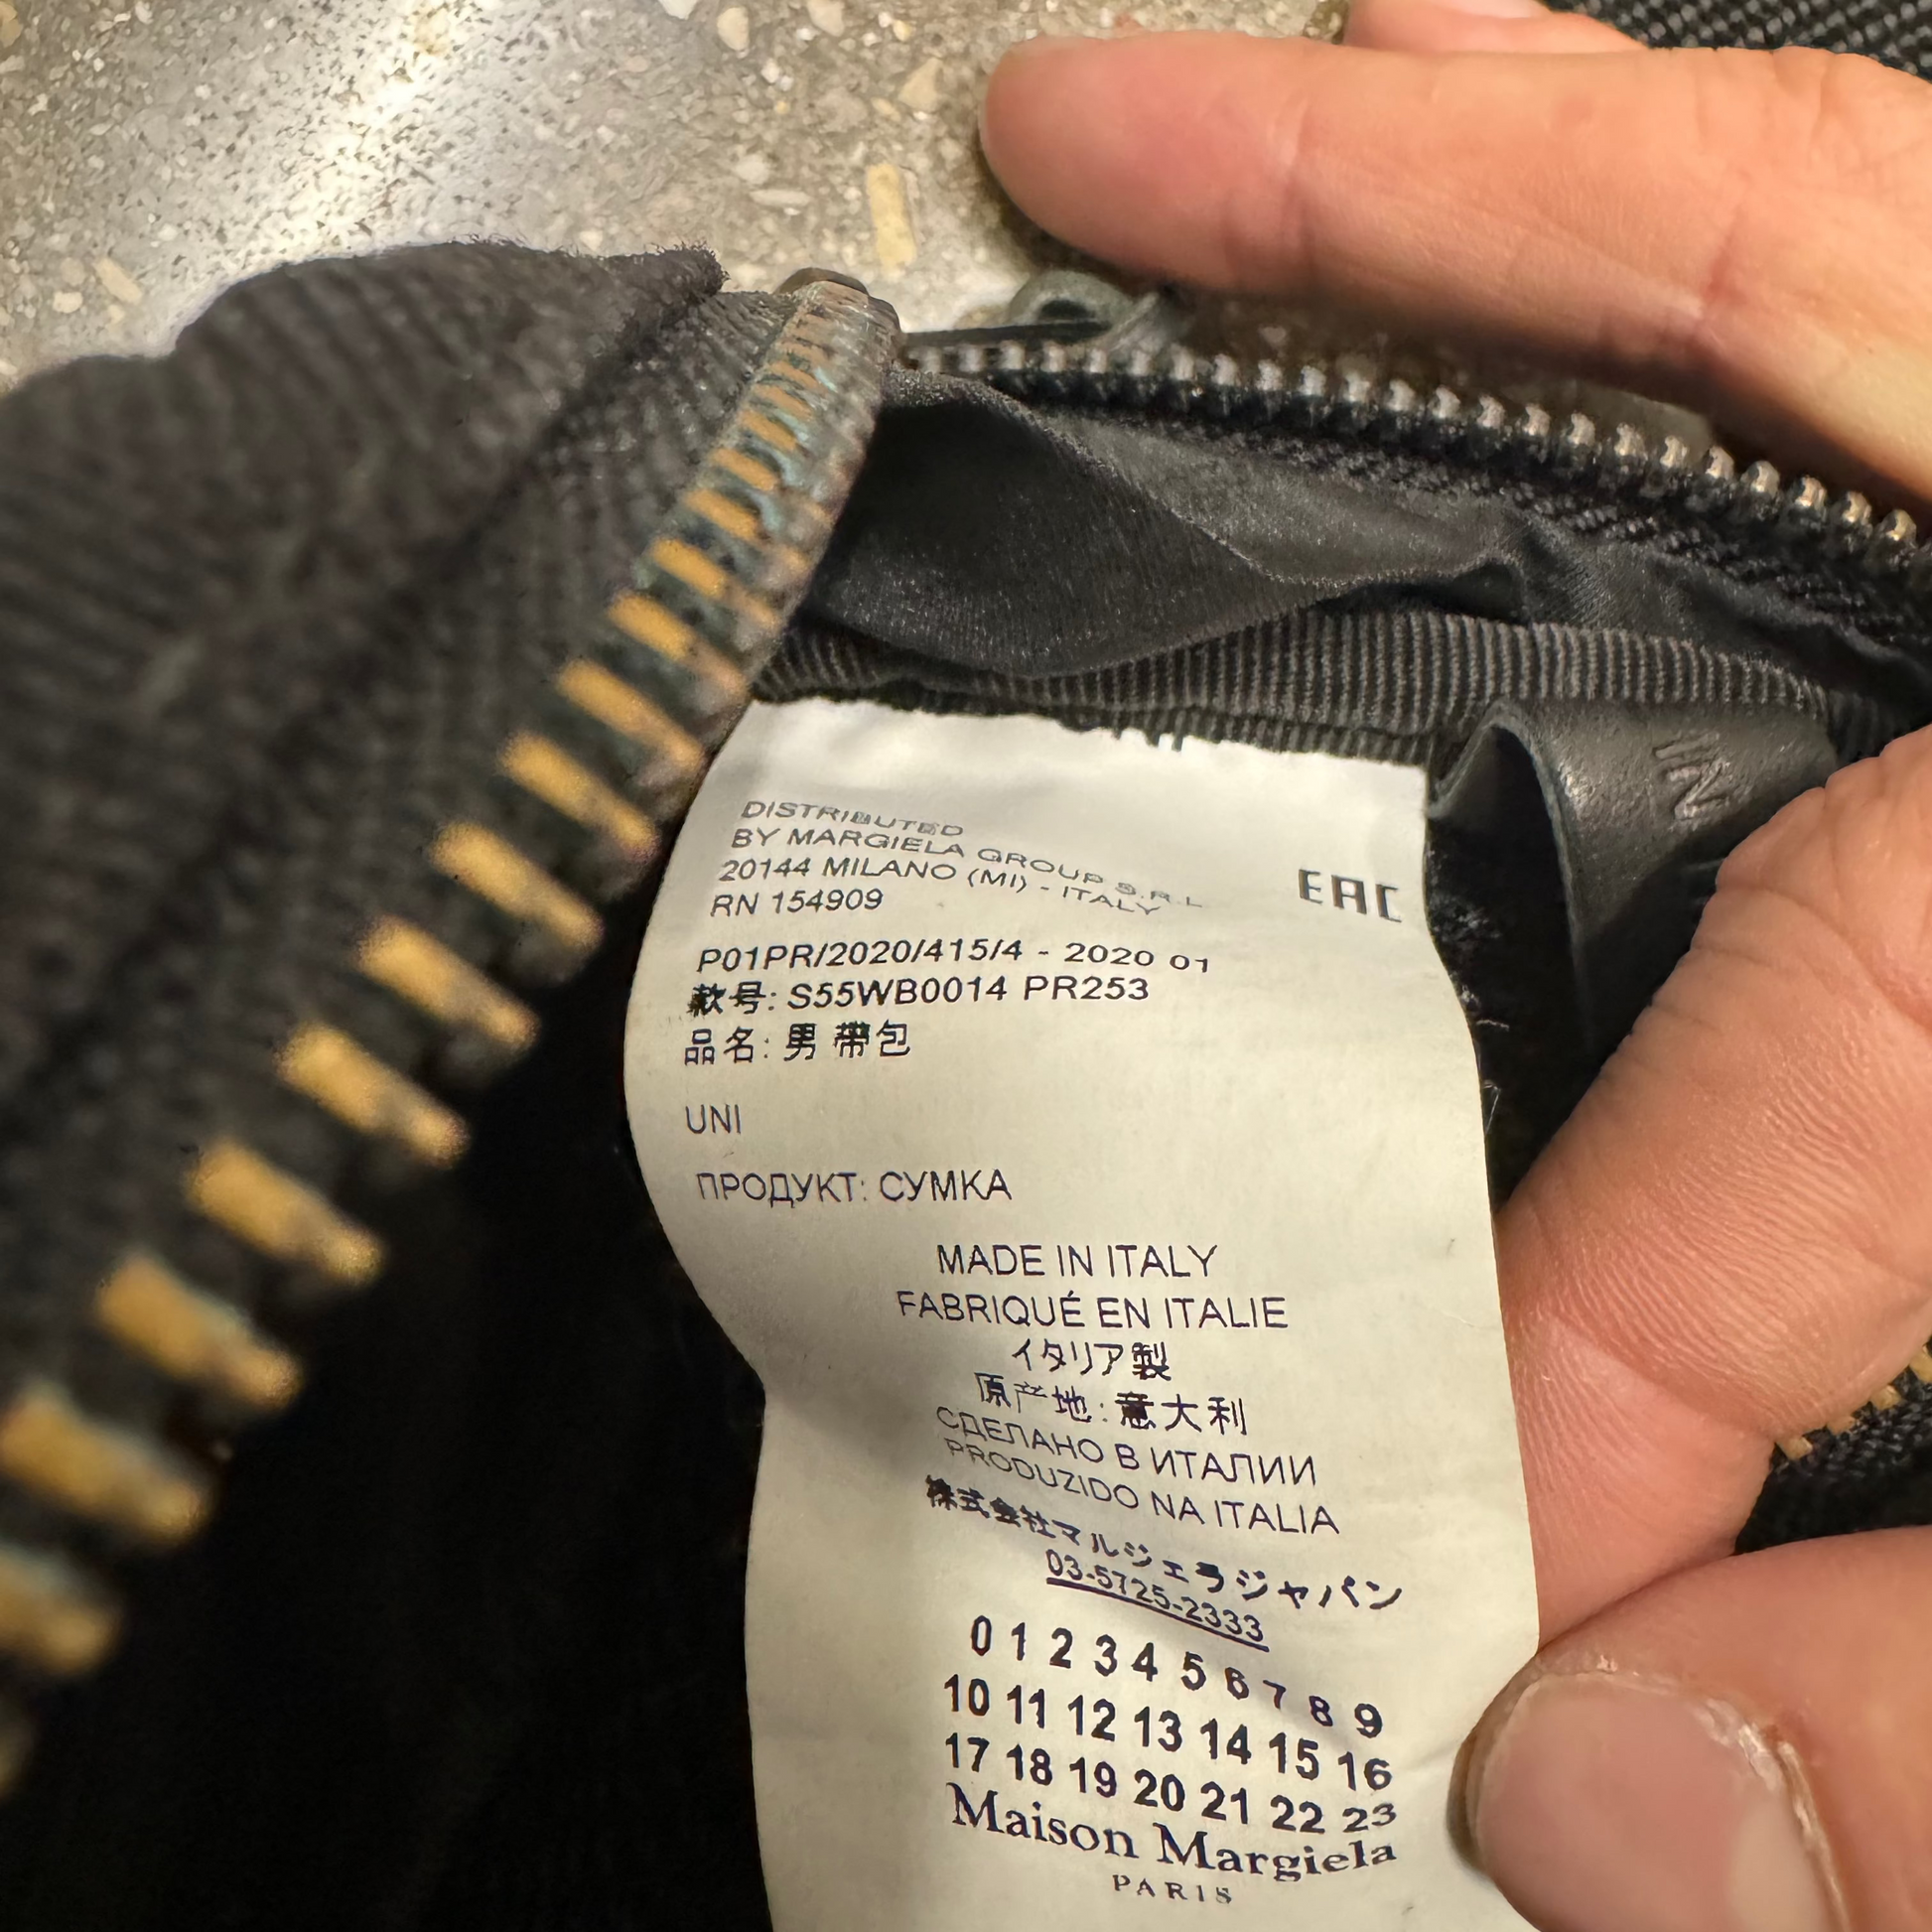 DISTRIBUTED
BY MARGIELA GROUP S.R.L
20144 MILANO (MI) - ITALY
RN 154909
EAC
P01PR/2020/415/4 - 2020 01
款号: S55WB0014 PR253
品名: 男 帶包
UNI
ПРОДУКТ: СУМКА
MADE IN ITALY
FABRIQUÉ EN ITALIE
イタリア製
原产地: 意大利
СДЕЛАНО В ИТАЛИИ
PRODUZIDO NA ITALIA
株式会社マルジェラジャパン
03-5725-2333
0 1 2 3 4 5 6 7 8 9
10 11 12 13 14 15 16
17 18 19 20 21 22 23
Maison Margiela
PARIS
IN